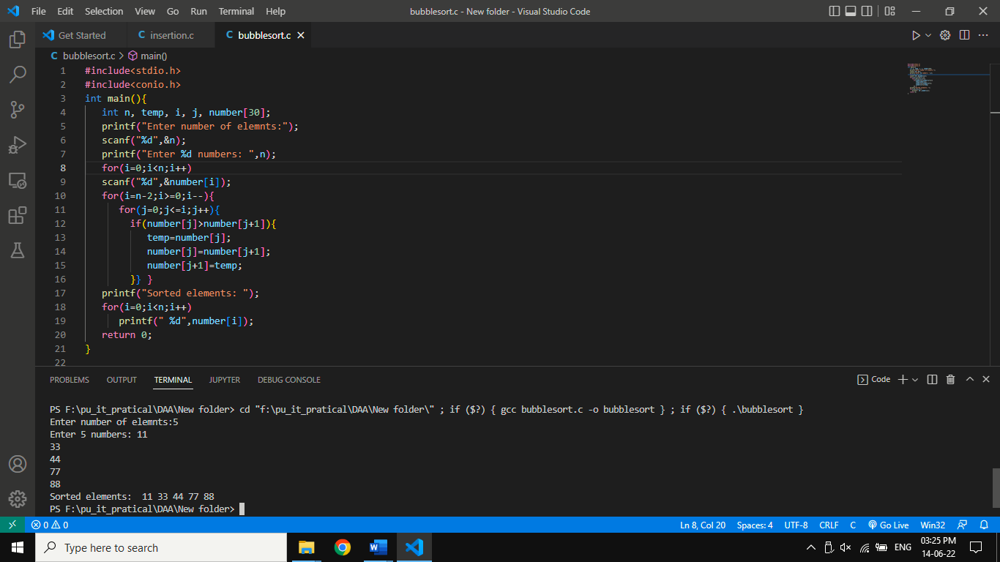 File Edit Selection View Go Run Terminal Help bubblesort.c - New folder - Visual Studio Code
Get Started C insertion.c C bubblesort.c
C bubblesort.c > main()
1 #include<stdio.h>
2 #include<conio.h>
3 int main(){
4 int n, temp, i, j, number[30];
5 printf("Enter number of elemnts:");
6 scanf("%d",&n);
7 printf("Enter %d numbers: ",n);
8 for(i=0;i<n;i++)
9 scanf("%d",&number[i]);
10 for(i=n-2;i>=0;i--){
11 for(j=0;j<=i;j++){
12 if(number[j]>number[j+1]){
13 temp=number[j];
14 number[j]=number[j+1];
15 number[j+1]=temp;
16 }} }
17 printf("Sorted elements: ");
18 for(i=0;i<n;i++)
19 printf(" %d",number[i]);
20 return 0;
21 }
22
PROBLEMS OUTPUT TERMINAL JUPYTER DEBUG CONSOLE Code
PS F:\pu_it_pratical\DAA\New folder> cd "f:\pu_it_pratical\DAA\New folder\" ; if ($?) { gcc bubblesort.c -o bubblesort } ; if ($?) { .\bubblesort }
Enter number of elemnts:5
Enter 5 numbers: 11
33
44
77
88
Sorted elements:  11 33 44 77 88
PS F:\pu_it_pratical\DAA\New folder>
0 0 Ln 8, Col 20 Spaces: 4 UTF-8 CRLF C Go Live Win32
Type here to search ENG 03:25 PM
14-06-22